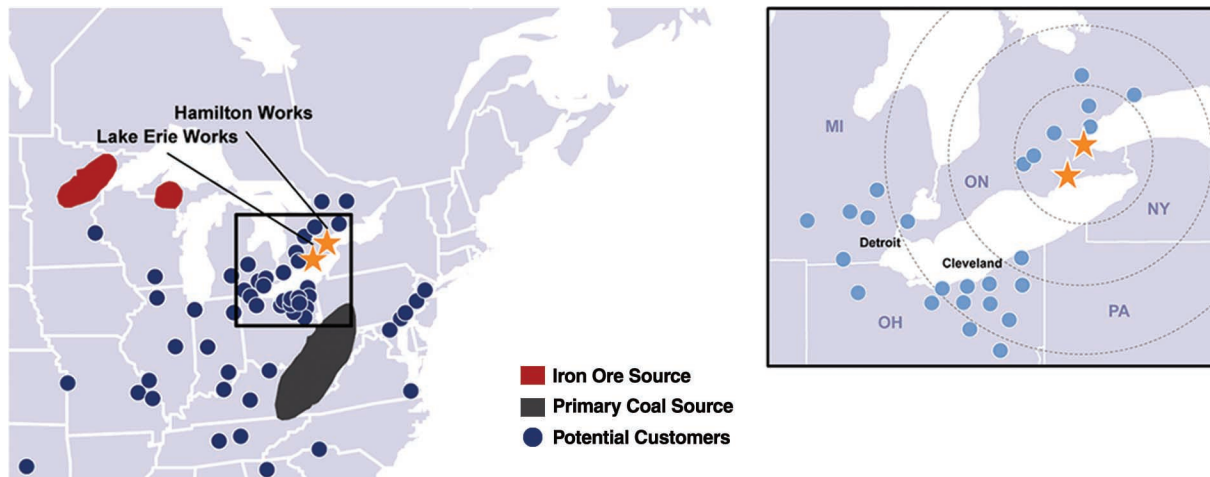 Hamilton Works
Lake Erie Works
Iron Ore Source
Primary Coal Source
Potential Customers
MI
ON
NY
Detroit
Cleveland
OH
PA